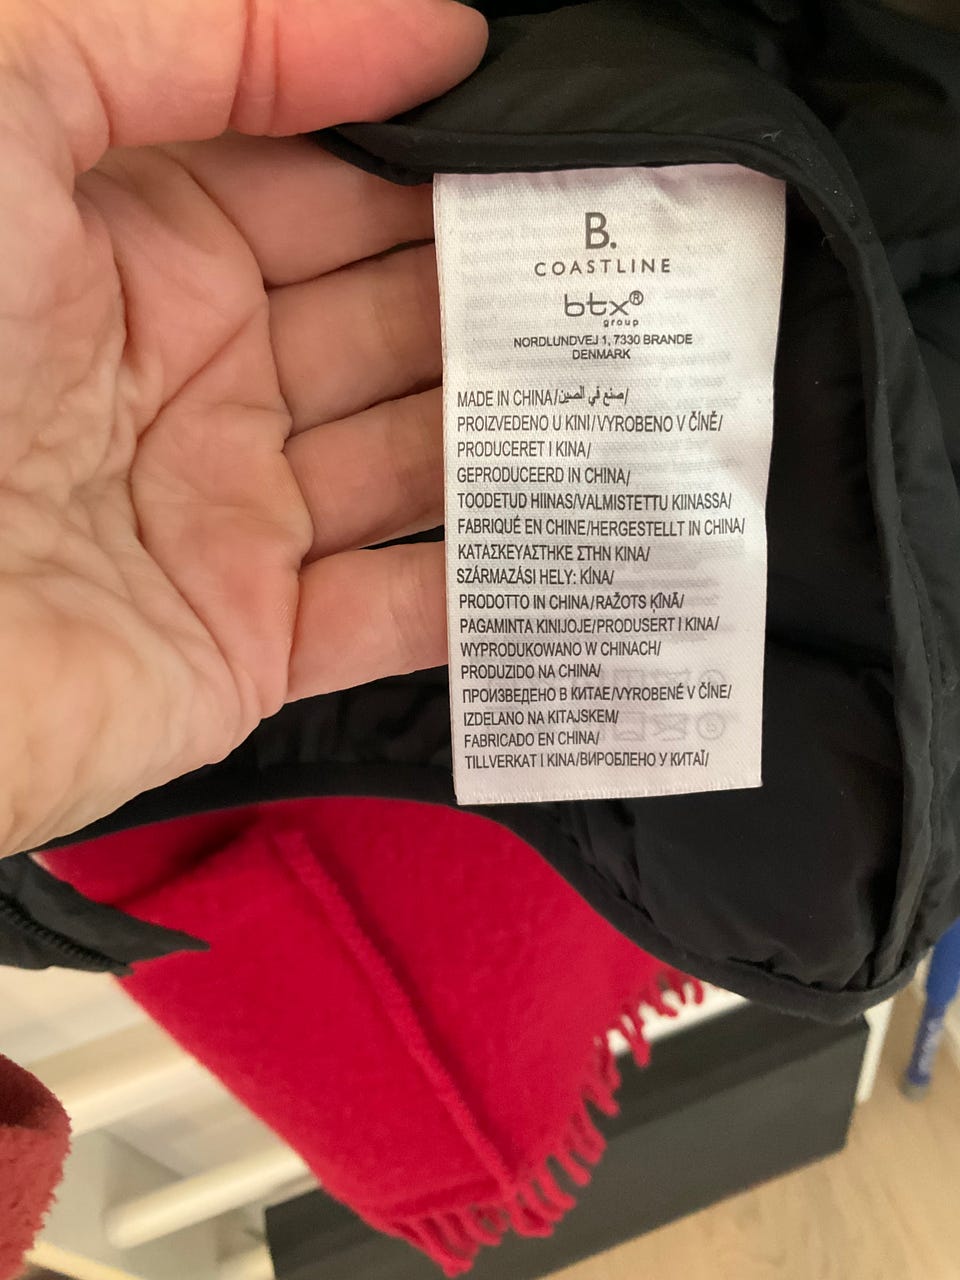 B.
COASTLINE
btx®
group
NORDLUNDVEJ 1, 7330 BRANDE
DENMARK
MADE IN CHINA/صنع في الصين/
PROIZVEDENO U KINI/VYROBENO V ČÍNĚ/
PRODUCERET I KINA/
GEPRODUCEERD IN CHINA/
TOODETUD HIINAS/VALMISTETTU KIINASSA/
FABRIQUÉ EN CHINE/HERGESTELLT IN CHINA/
ΚΑΤΑΣΚΕΥΑΣΤΗΚΕ ΣΤΗΝ ΚΙΝΑ/
SZÁRMAZÁSI HELY: KÍNA/
PRODOTTO IN CHINA/RAŽOTS ĶĪNĀ/
PAGAMINTA KINIJOJE/PRODUSERT I KINA/
WYPRODUKOWANO W CHINACH/
PRODUZIDO NA CHINA/
ПРОИЗВЕДЕНО В КИТАЕ/VYROBENÉ V ČÍNE/
IZDELANO NA KITAJSKEM/
FABRICADO EN CHINA/
TILLVERKAT I KINA/ВИРОБЛЕНО У КИТАЇ/